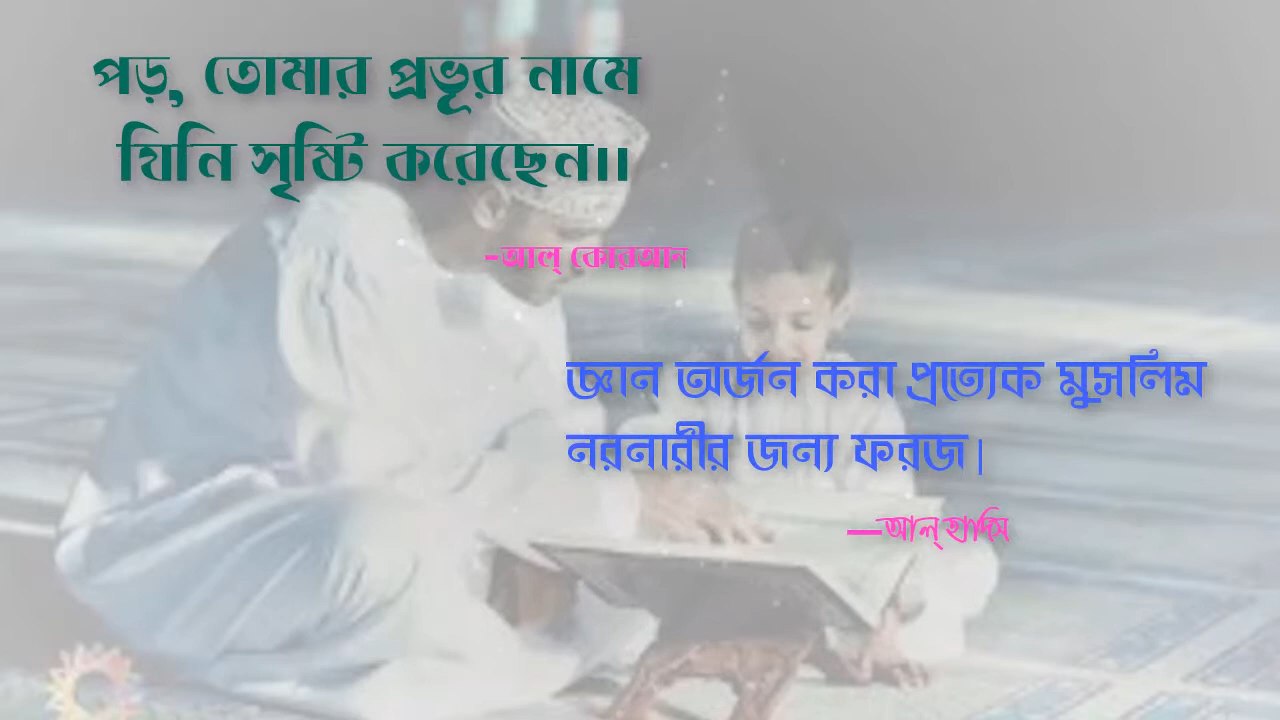 পড়, তোমার প্রভূর নামে
যিনি সৃষ্টি করেছেন।।
-আল্ কোরআন
জ্ঞান অর্জন করা প্রত্যেক মুসলিম
নরনারীর জন্য ফরজ।
—আল্ হাদিস